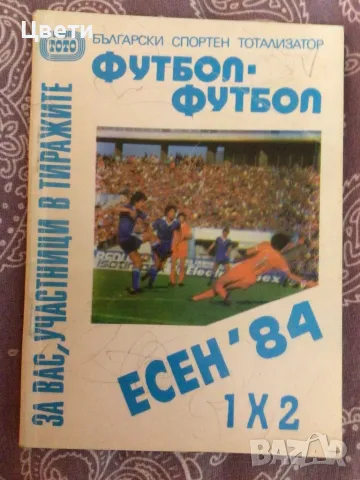 Цвети
ТОТО
БЪЛГАРСКИ СПОРТЕН ТОТАЛИЗАТОР
ФУТБОЛ-
ФУТБОЛ
ЗА ВАС, УЧАСТНИЦИ В ТИРАЖИТЕ
ЕСЕН '84
1X2
BAZAR